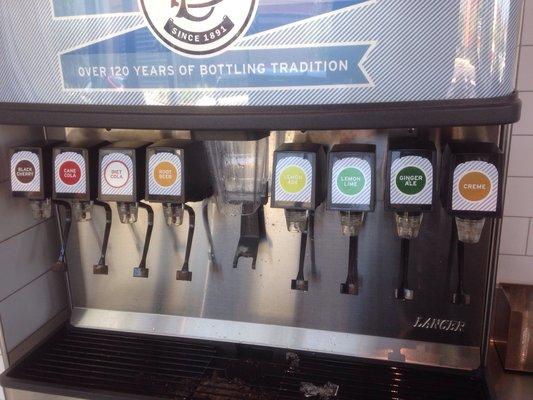 SINCE 1891
OVER 120 YEARS OF BOTTLING TRADITION
BLACK
CHERRY
CANE
COLA
DIET COLA
ROOT
BEER
LEMON
ADE
LEMON
LIME
GINGER
ALE
CREME
LANCER